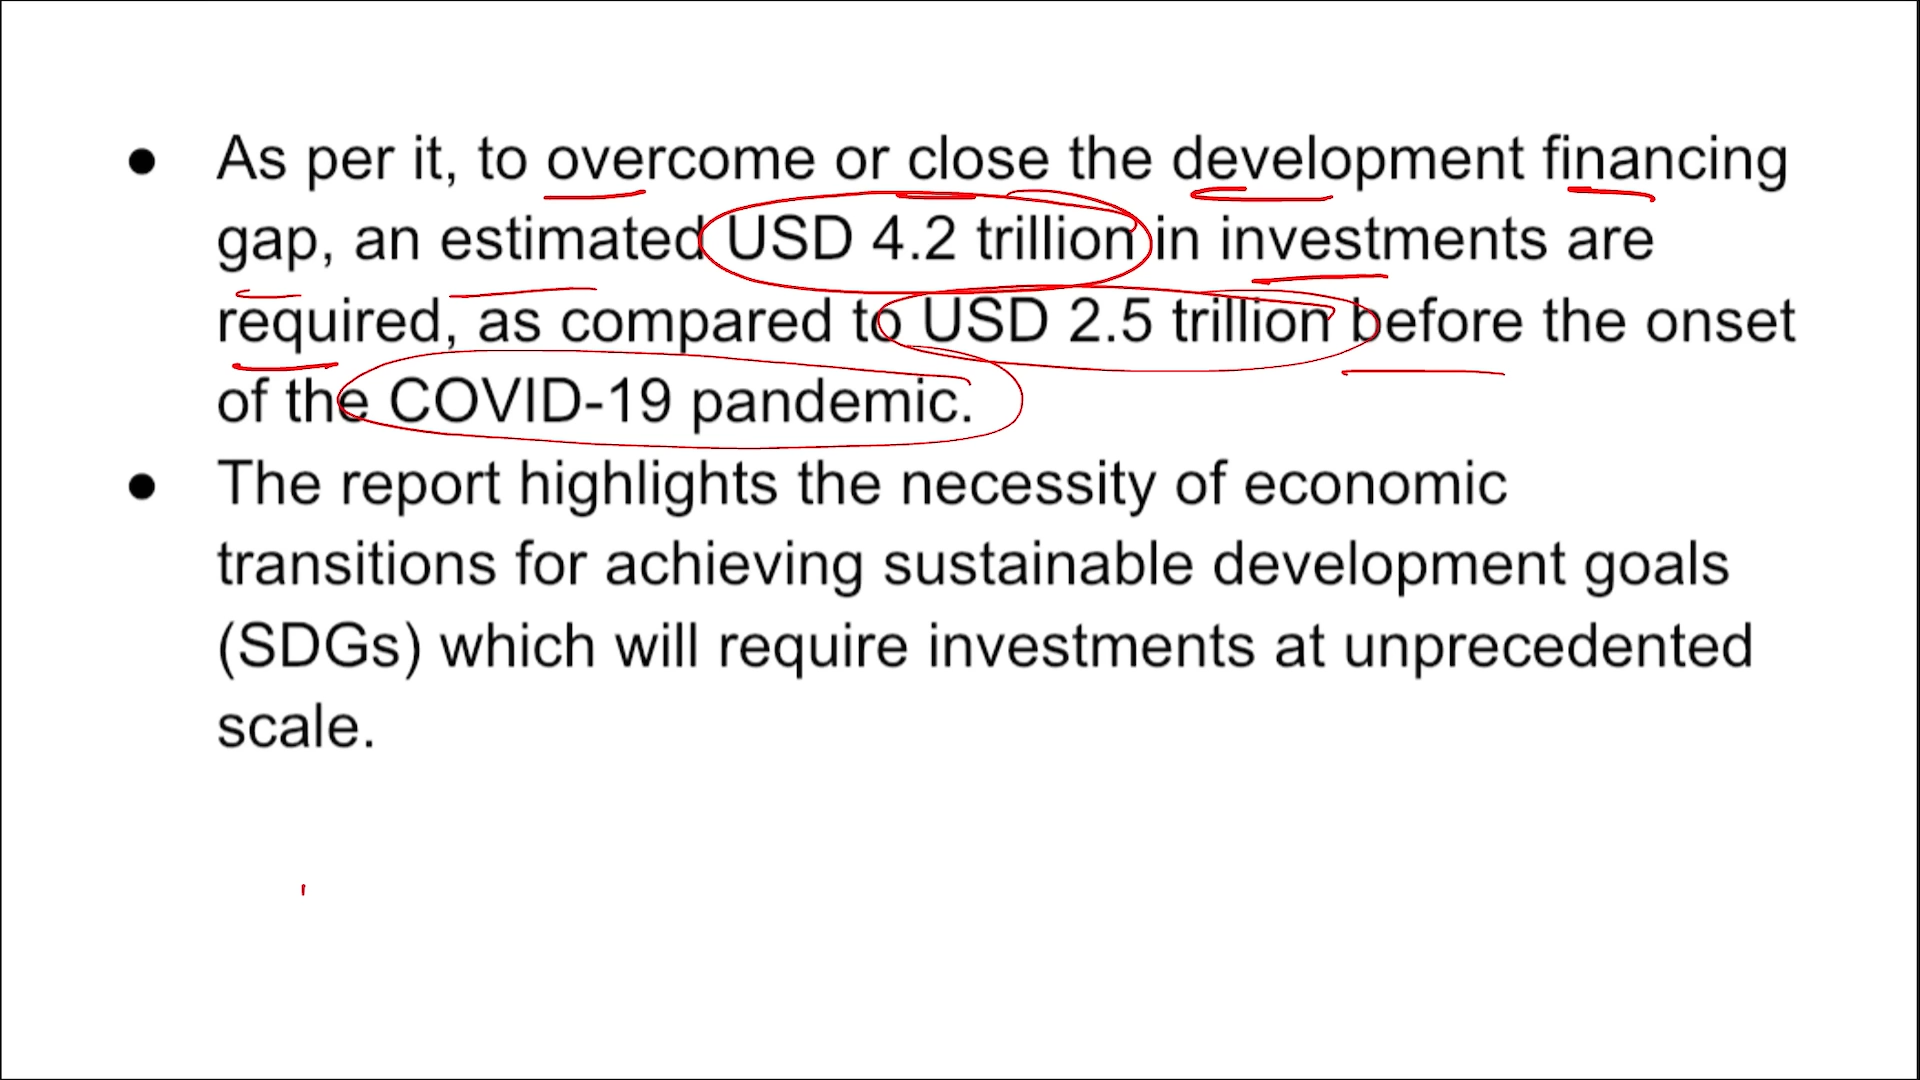 ● As per it, to overcome or close the development financing
gap, an estimated USD 4.2 trillion in investments are
required, as compared to USD 2.5 trillion before the onset
of the COVID-19 pandemic.
● The report highlights the necessity of economic
transitions for achieving sustainable development goals
(SDGs) which will require investments at unprecedented
scale.